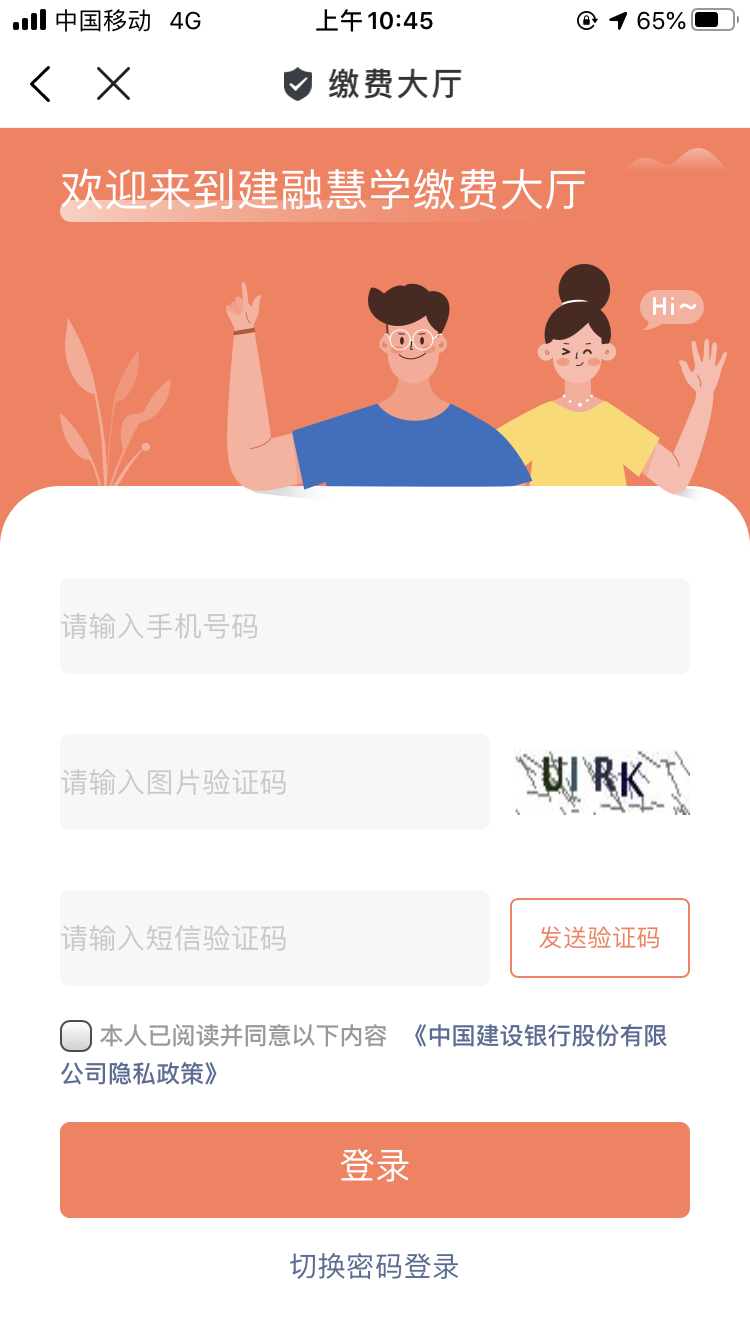 中国移动 4G 上午10:45 65%
缴费大厅
欢迎来到建融慧学缴费大厅
Hi~
请输入手机号码
请输入图片验证码 UIRK
请输入短信验证码 发送验证码
本人已阅读并同意以下内容 《中国建设银行股份有限
公司隐私政策》
登录
切换密码登录